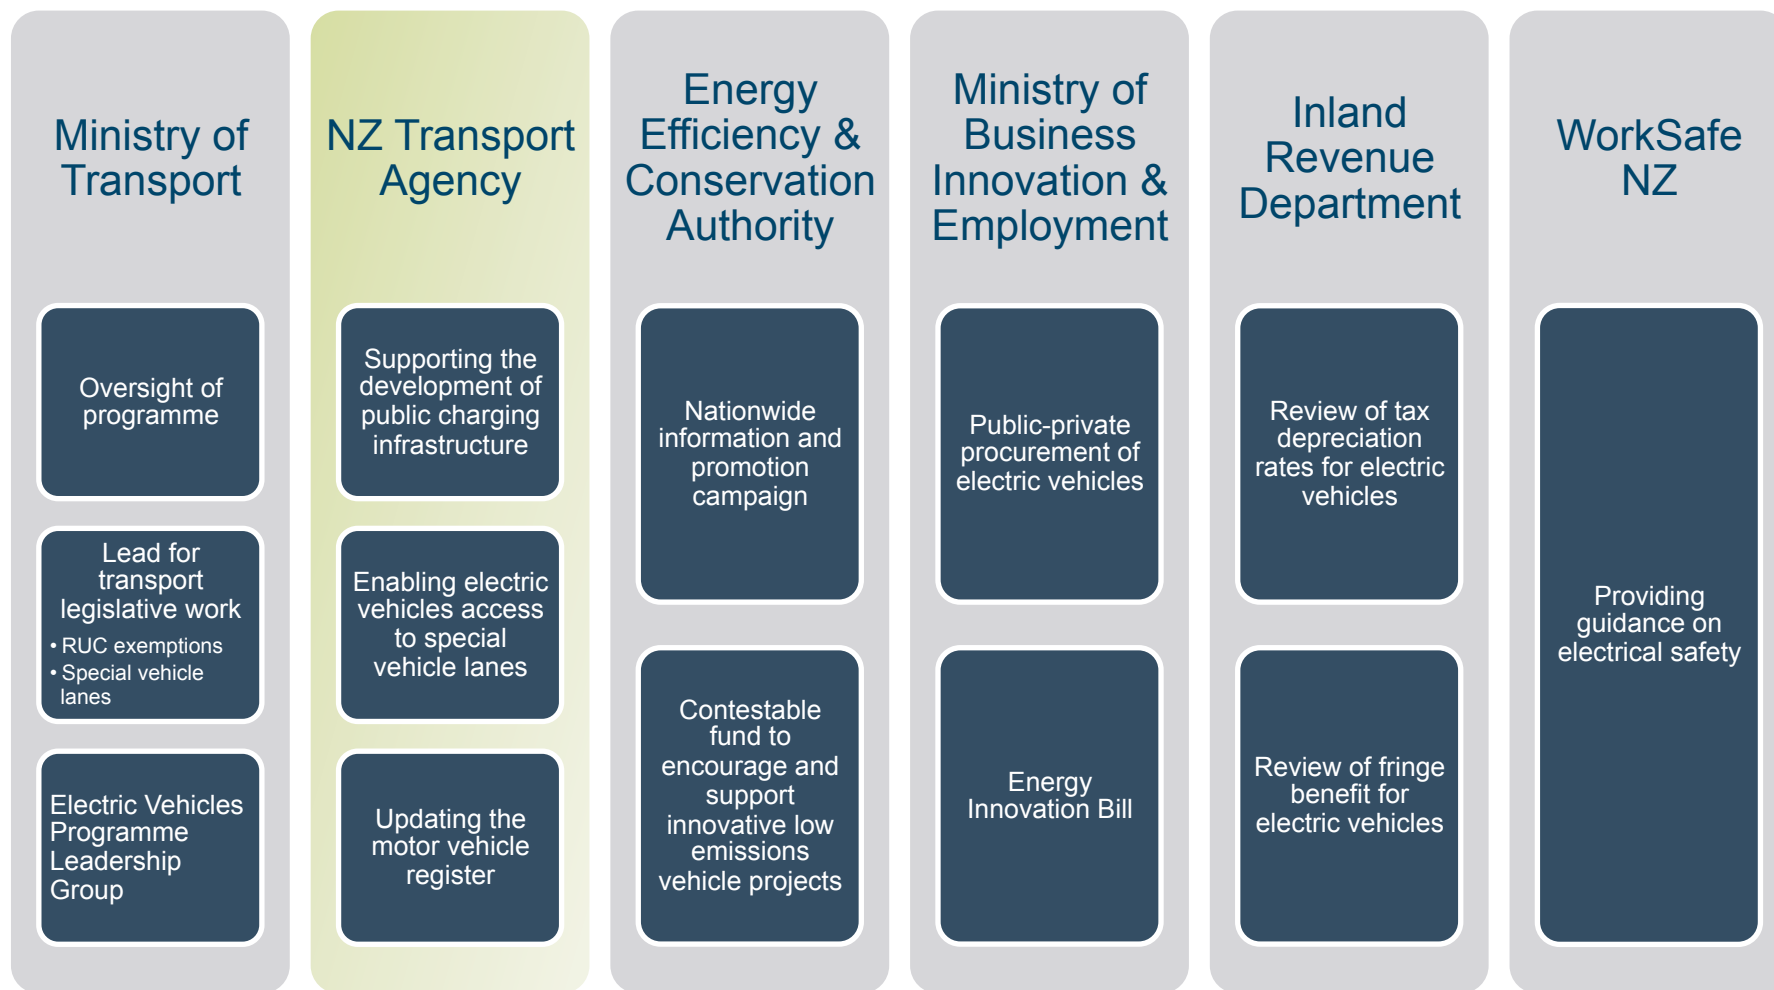 Ministry of
Transport
Oversight of
programme
Lead for
transport
legislative work
• RUC exemptions
• Special vehicle
lanes
Electric Vehicles
Programme
Leadership
Group
NZ Transport
Agency
Supporting the
development of
public charging
infrastructure
Enabling electric
vehicles access
to special
vehicle lanes
Updating the
motor vehicle
register
Energy
Efficiency &
Conservation
Authority
Nationwide
information and
promotion
campaign
Contestable
fund to
encourage and
support
innovative low
emissions
vehicle projects
Ministry of
Business
Innovation &
Employment
Public-private
procurement of
electric vehicles
Energy
Innovation Bill
Inland
Revenue
Department
Review of tax
depreciation
rates for electric
vehicles
Review of fringe
benefit for
electric vehicles
WorkSafe
NZ
Providing
guidance on
electrical safety